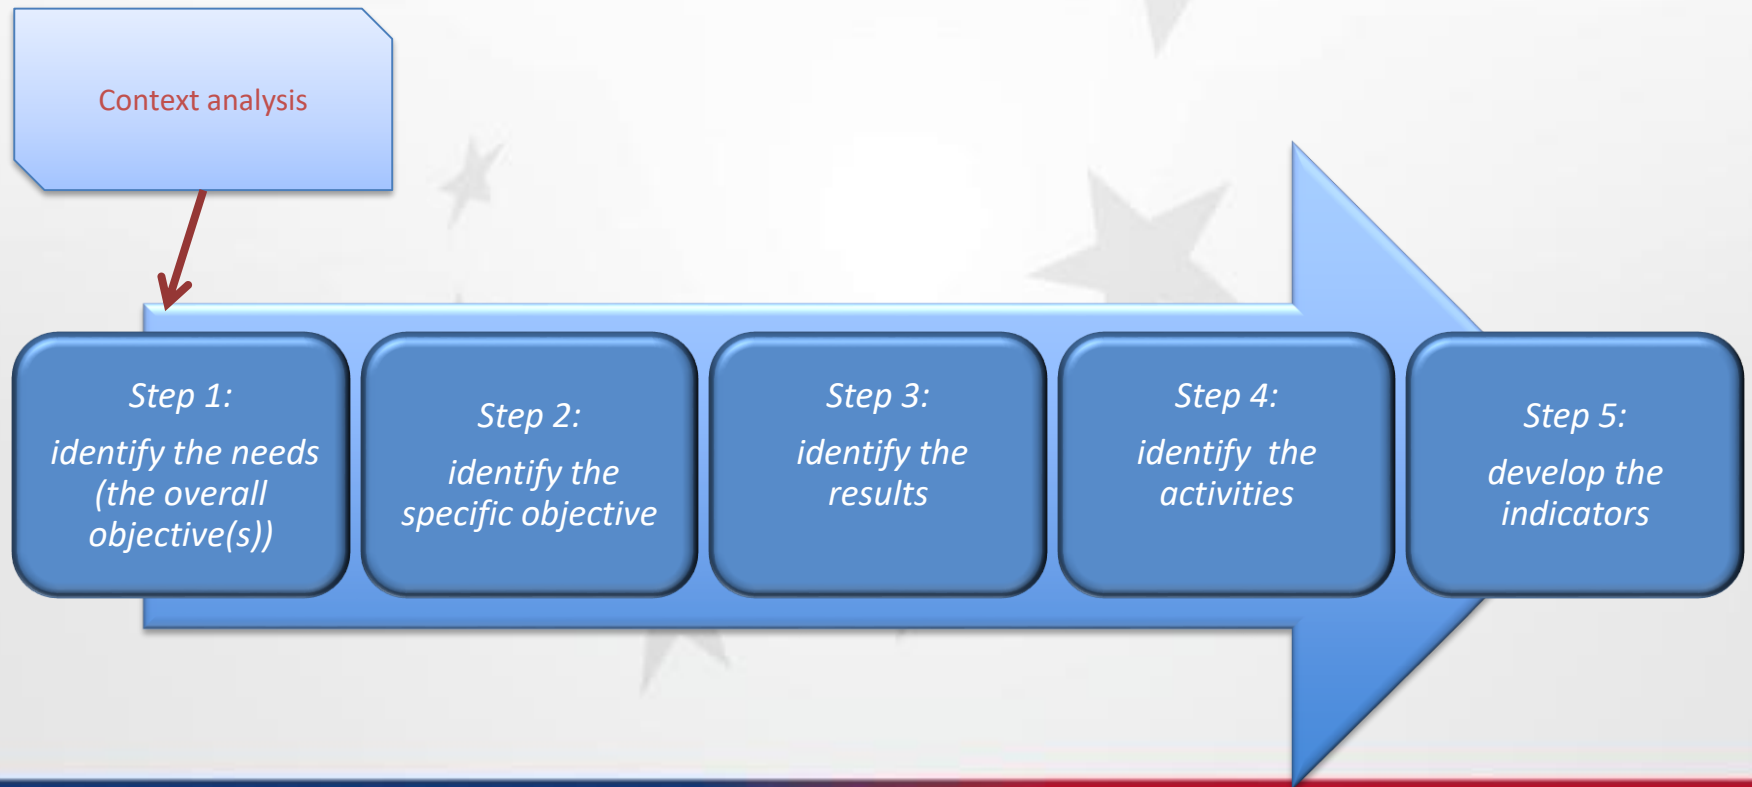 Context analysis
Step 1:
identify the needs
(the overall
objective(s))
Step 2:
identify the
specific objective
Step 3:
identify the
results
Step 4:
identify  the
activities
Step 5:
develop the
indicators